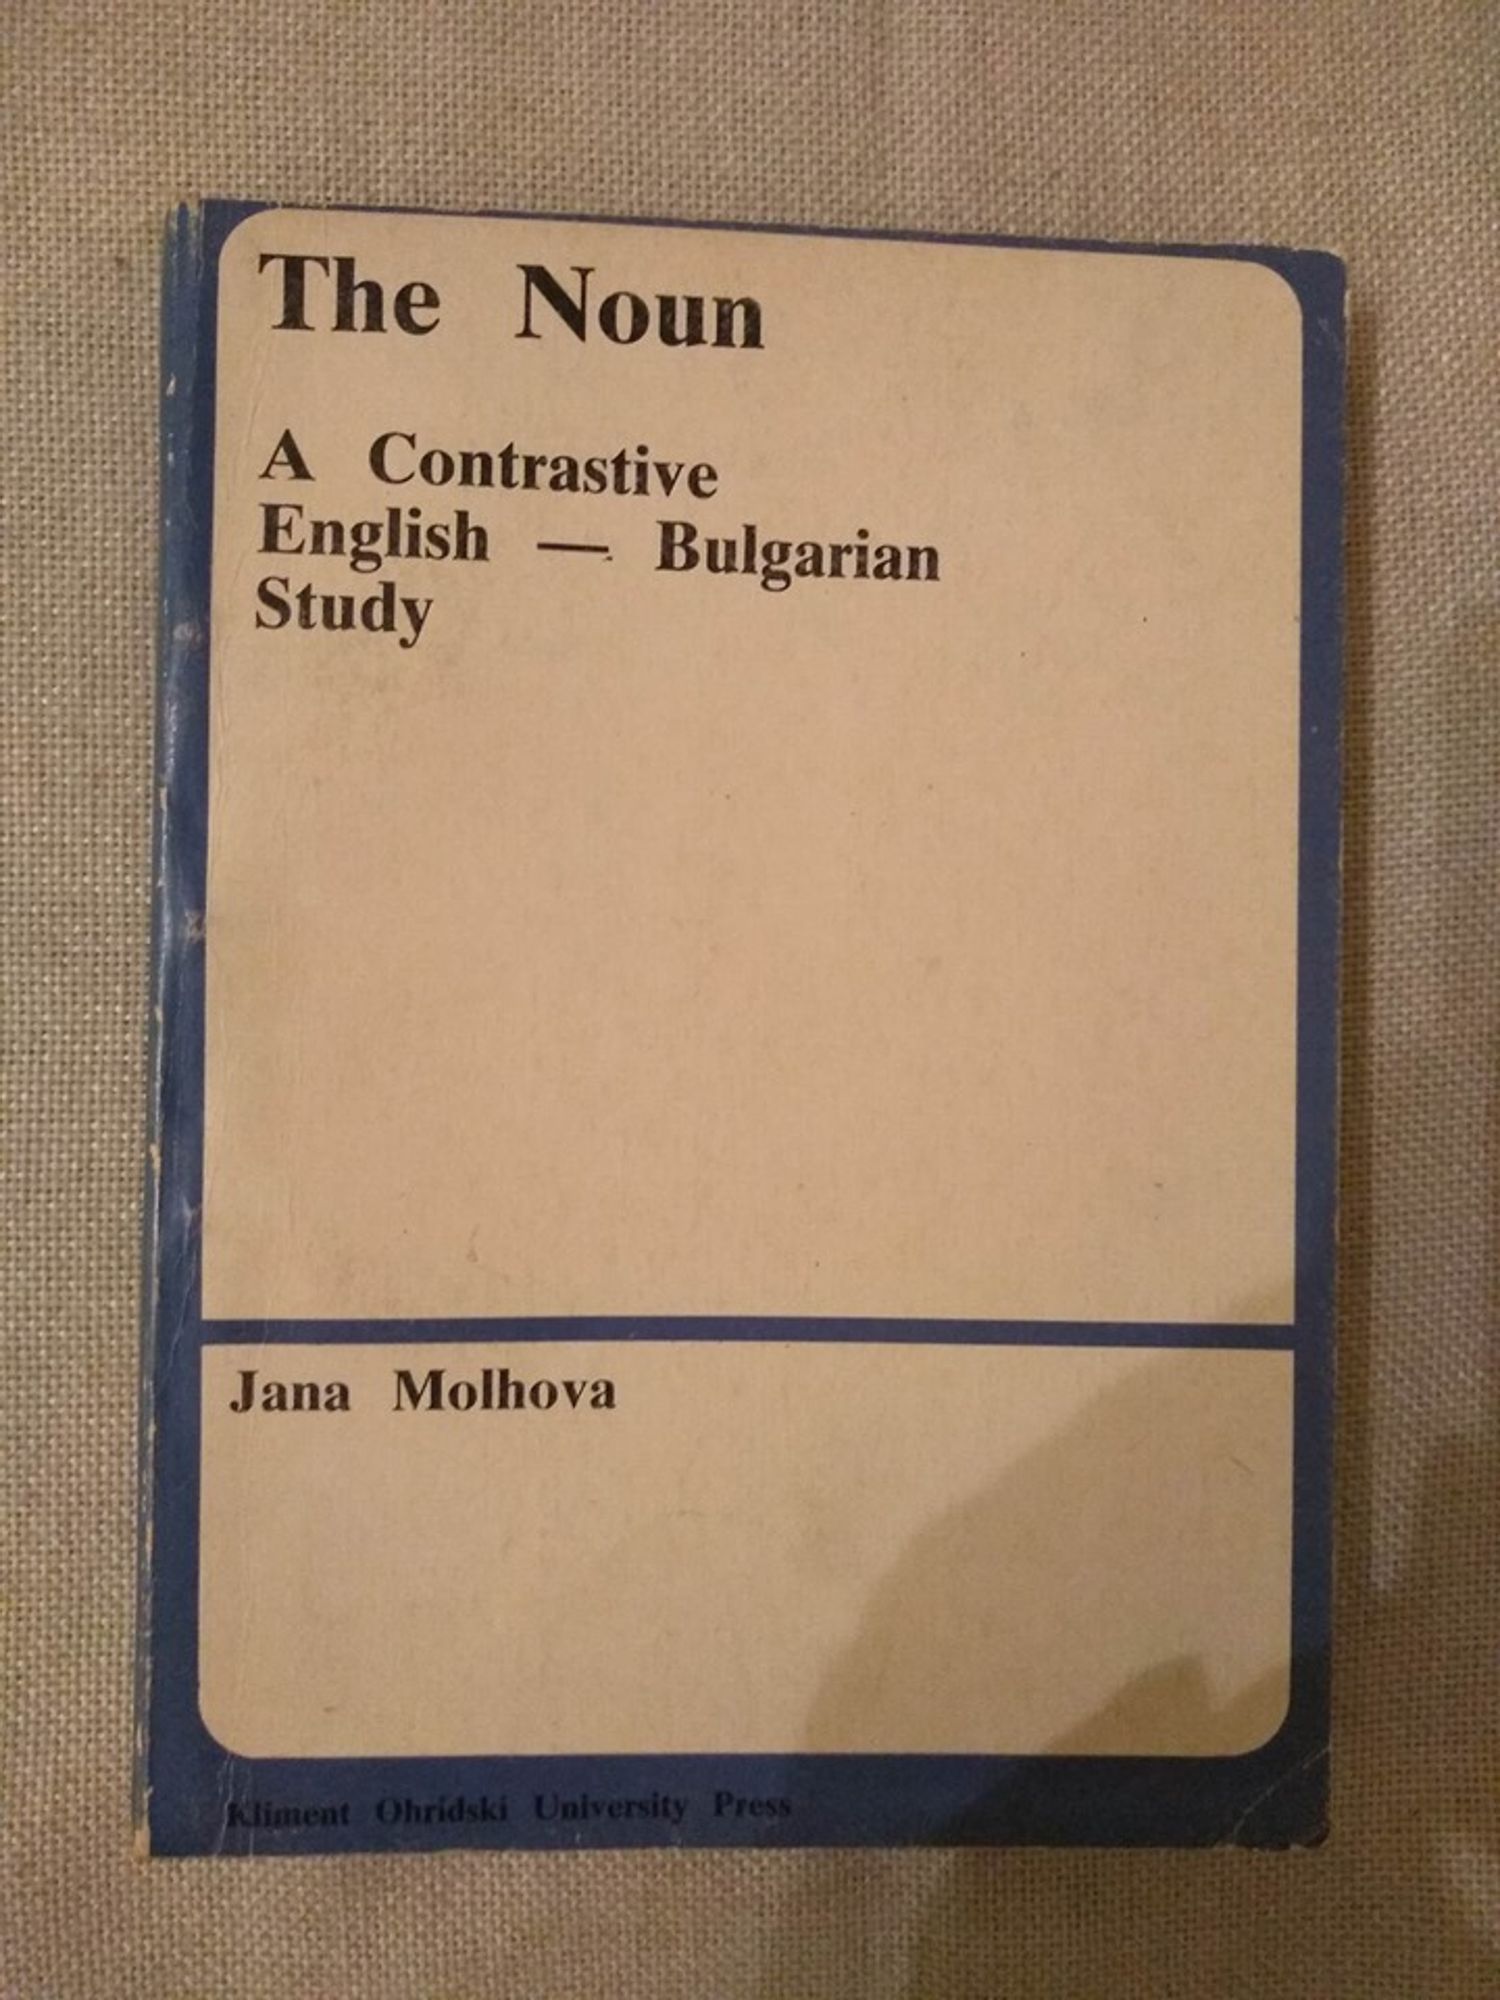 The Noun
A Contrastive
English — Bulgarian
Study
Jana Molhova
Kliment Ohridski University Press